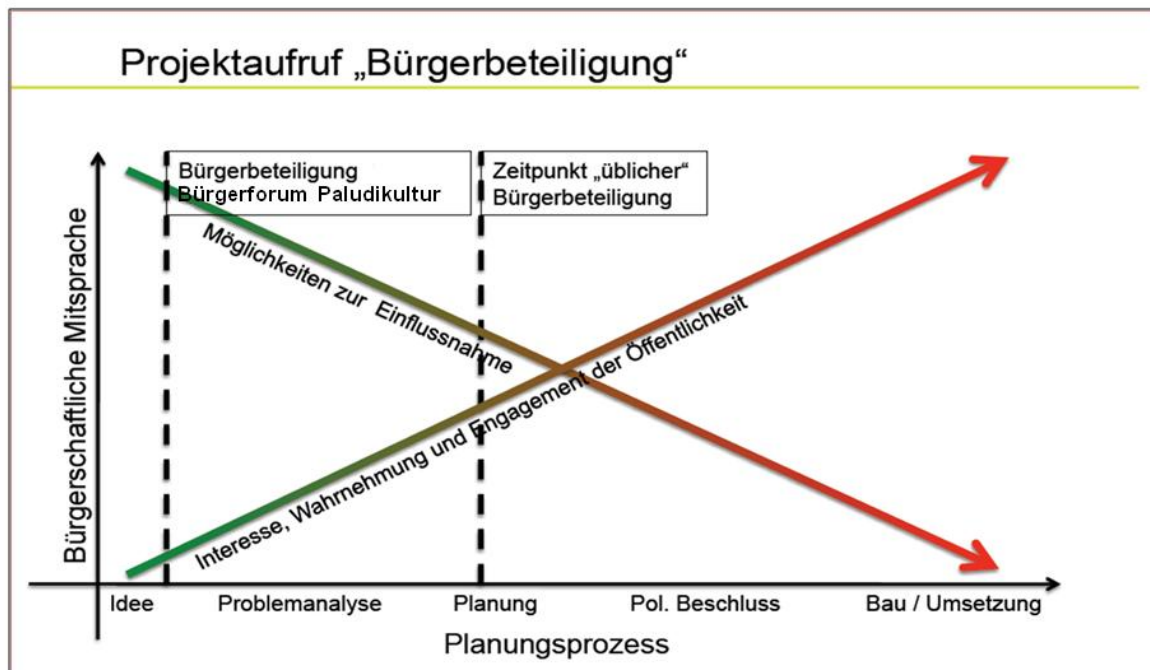 Projektaufruf „Bürgerbeteiligung“
Bürgerschaftliche Mitsprache
Bürgerbeteiligung
Bürgerforum Paludikultur
Zeitpunkt „üblicher“
Bürgerbeteiligung
Möglichkeiten zur Einflussnahme
Interesse, Wahrnehmung und Engagement der Öffentlichkeit
Idee
Problemanalyse
Planung
Pol. Beschluss
Bau / Umsetzung
Planungsprozess